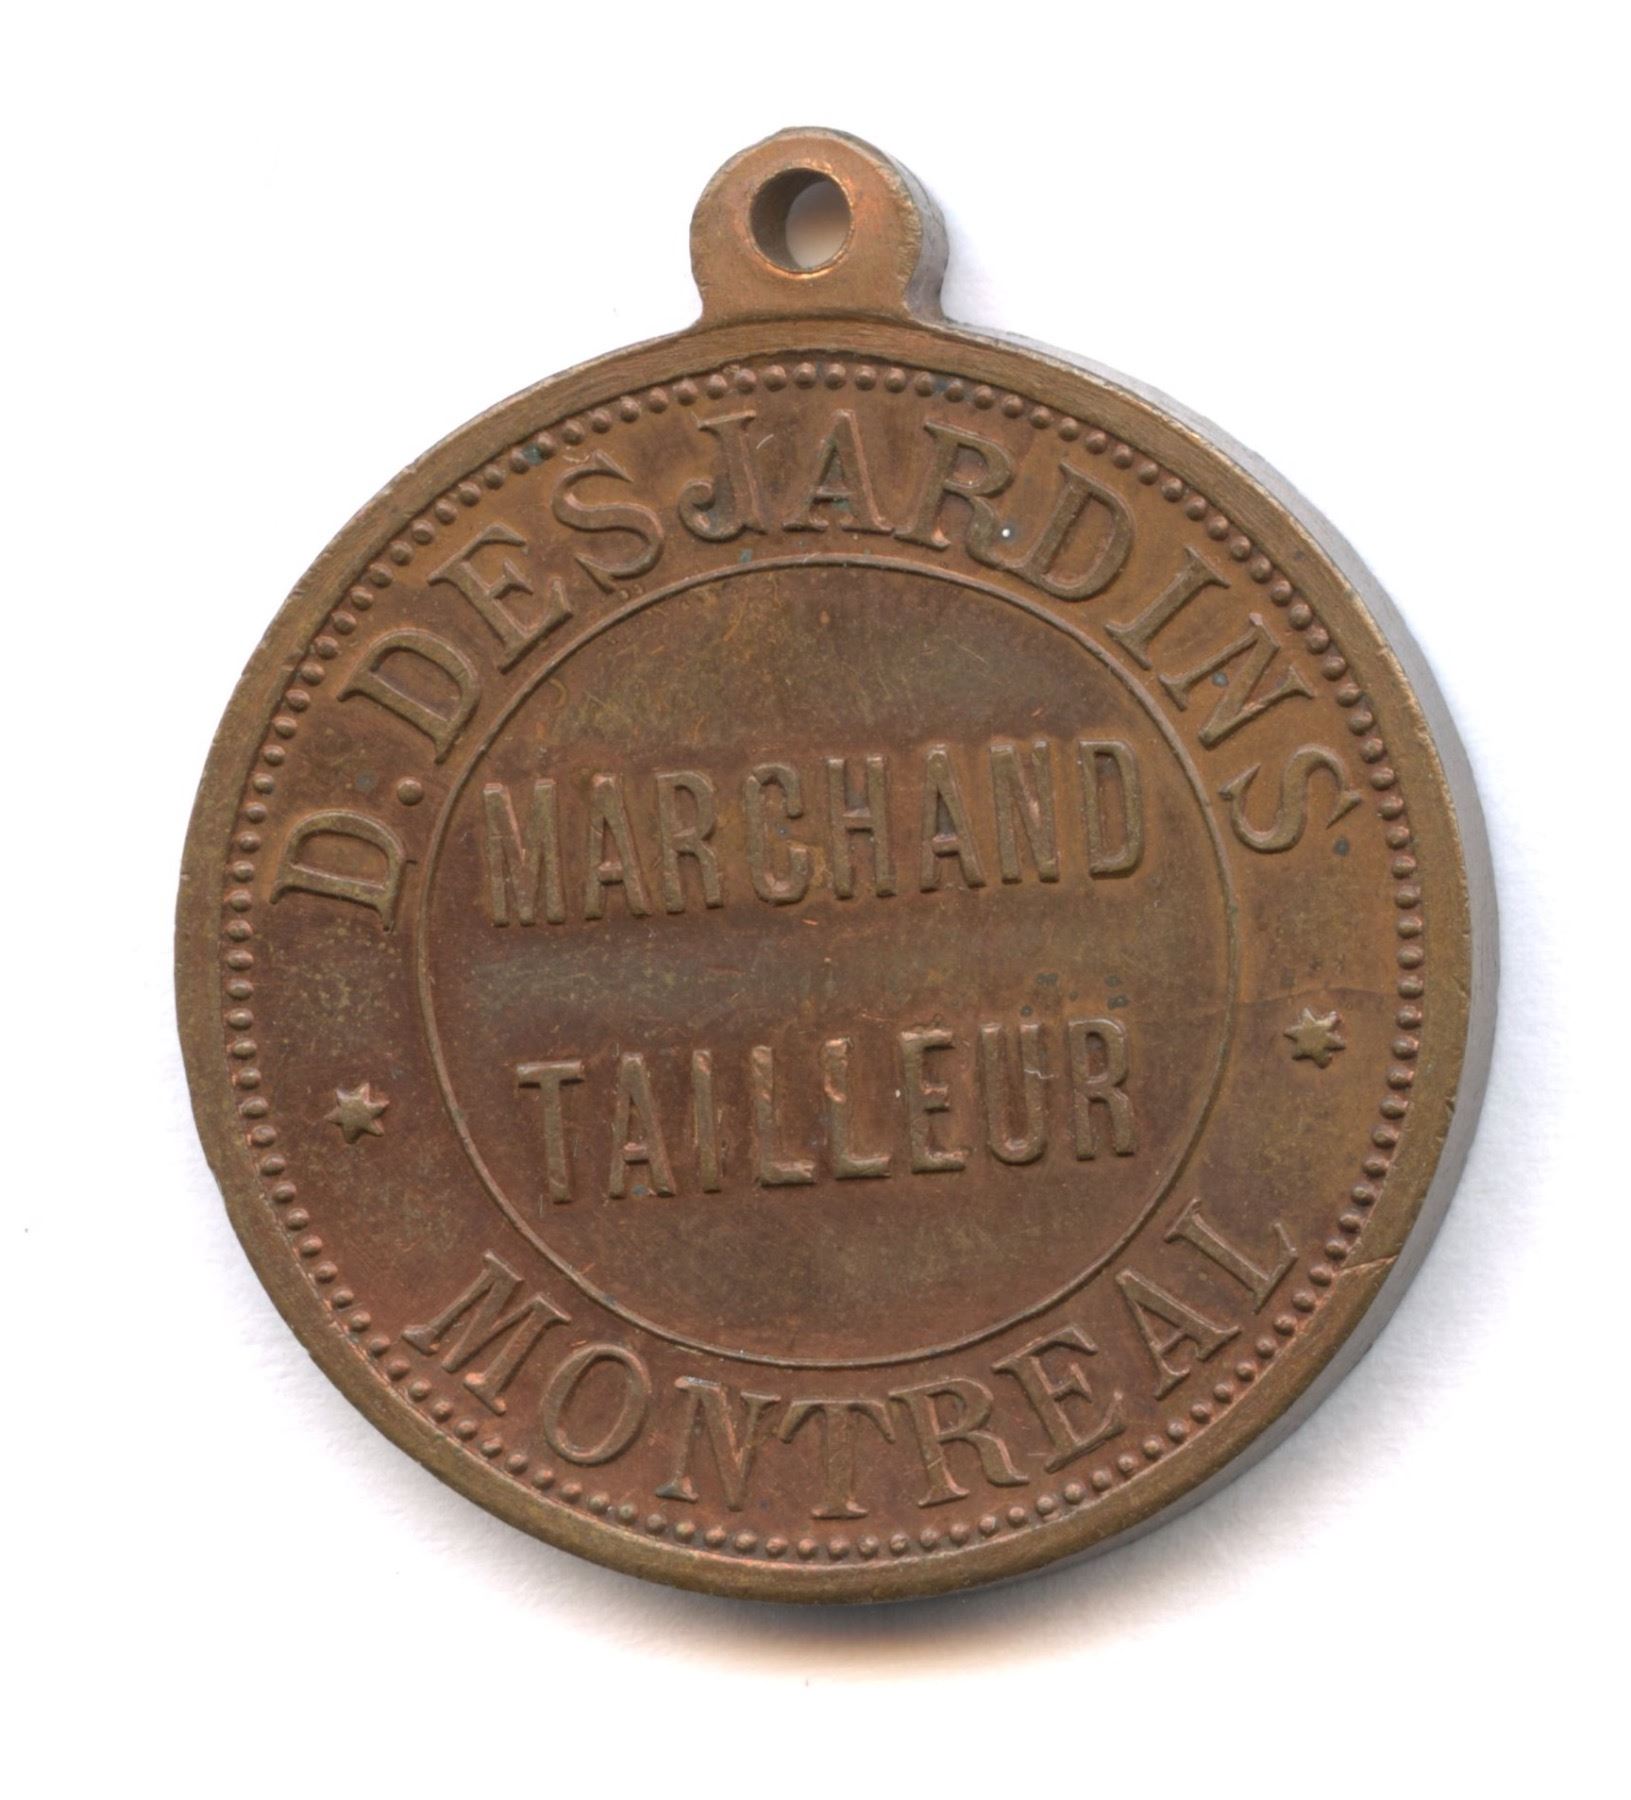 D. DESJARDINS
MARCHAND
TAILLEUR
MONTREAL